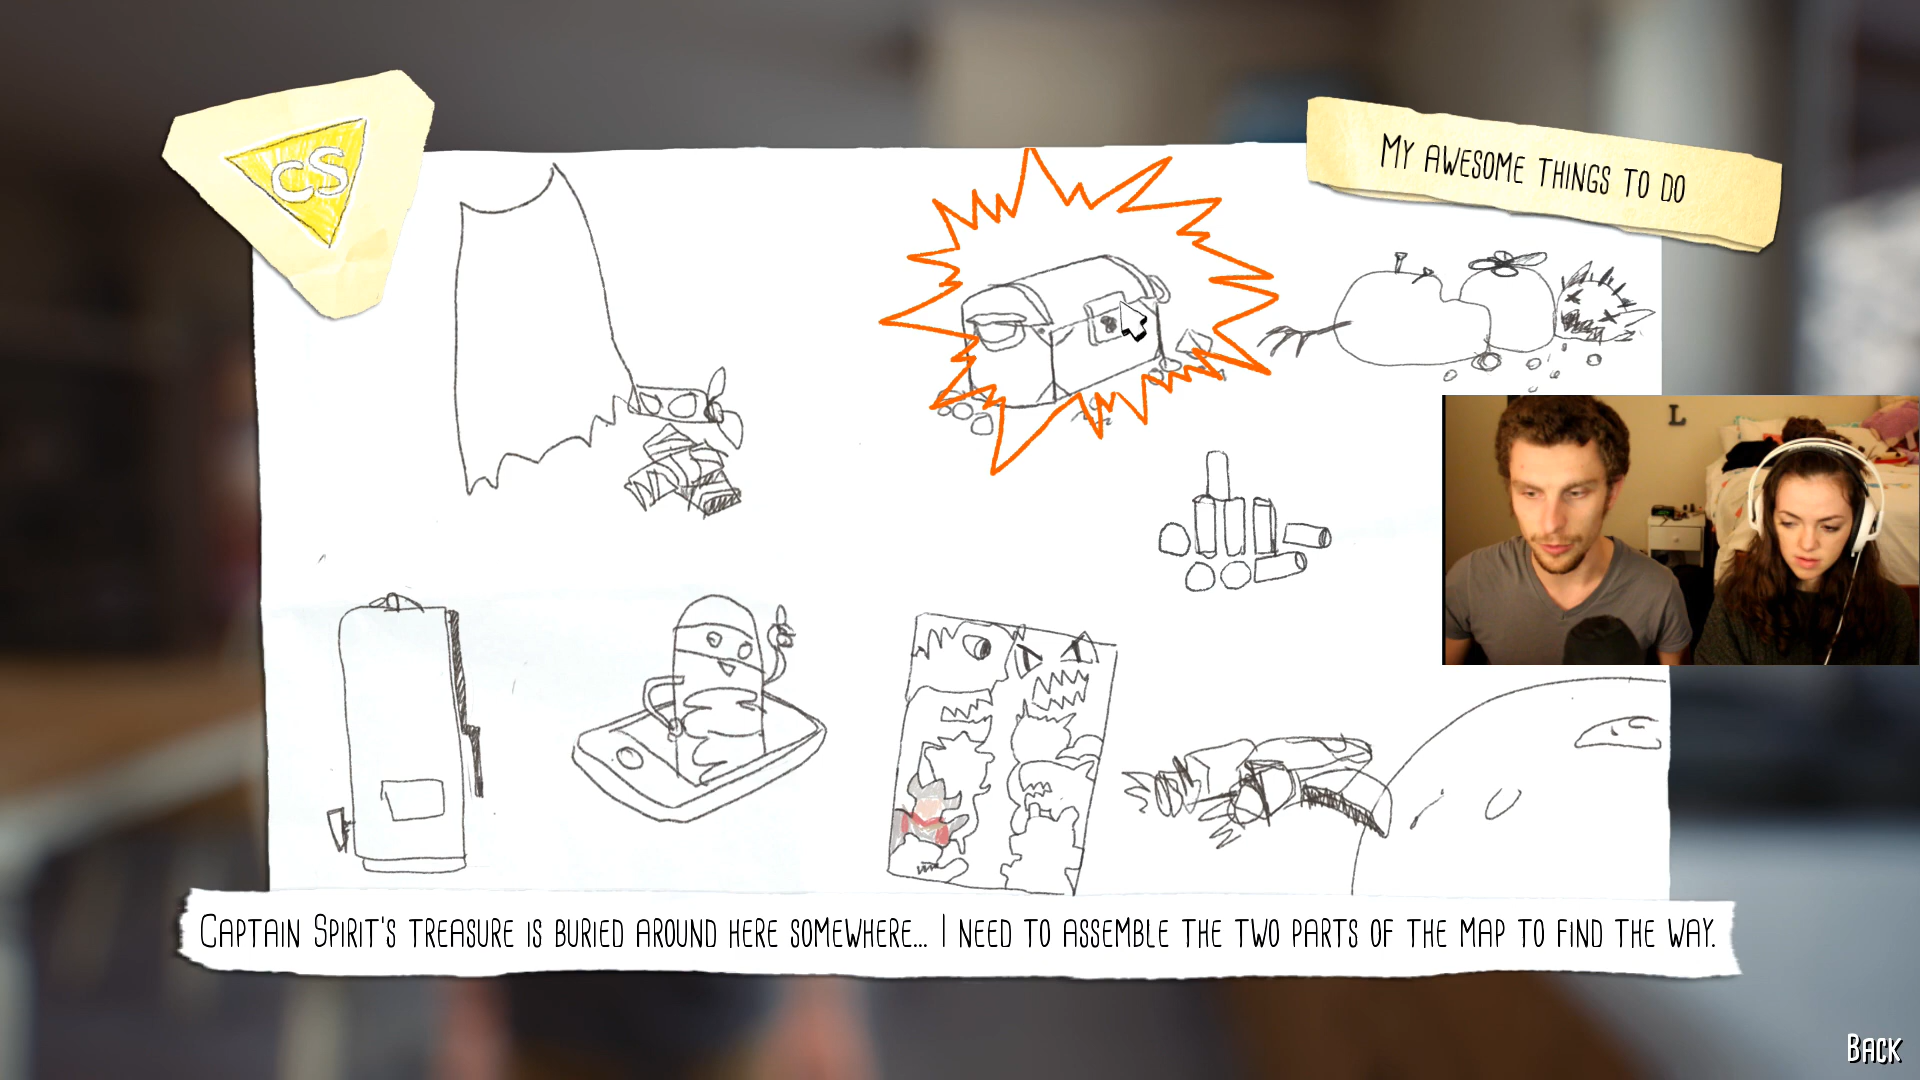 CS
MY AWESOME THINGS TO DO
L
CAPTAIN SPIRIT'S TREASURE IS BURIED AROUND HERE SOMEWHERE... I NEED TO ASSEMBLE THE TWO PARTS OF THE MAP TO FIND THE WAY.
BACK